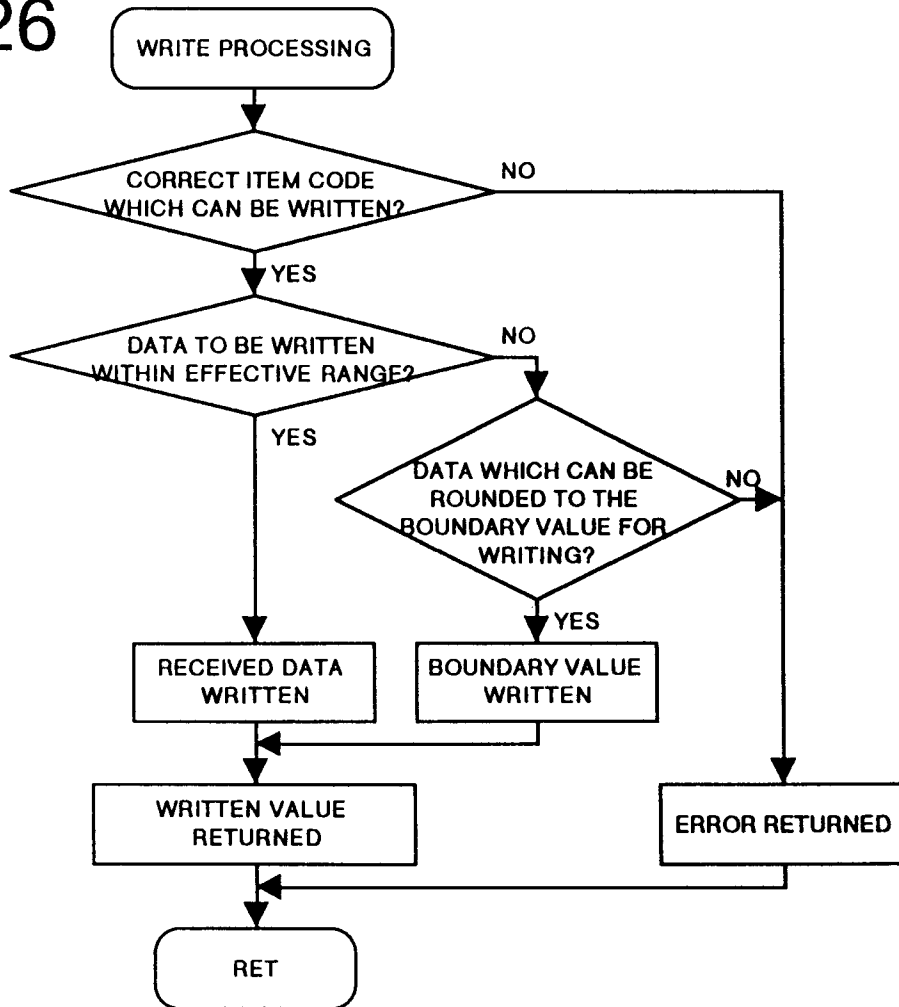 26
WRITE PROCESSING
CORRECT ITEM CODE
WHICH CAN BE WRITTEN?
NO
YES
DATA TO BE WRITTEN
WITHIN EFFECTIVE RANGE?
NO
YES
DATA WHICH CAN BE
ROUNDED TO THE
BOUNDARY VALUE FOR
WRITING?
NO
YES
RECEIVED DATA
WRITTEN
BOUNDARY VALUE
WRITTEN
WRITTEN VALUE
RETURNED
ERROR RETURNED
RET